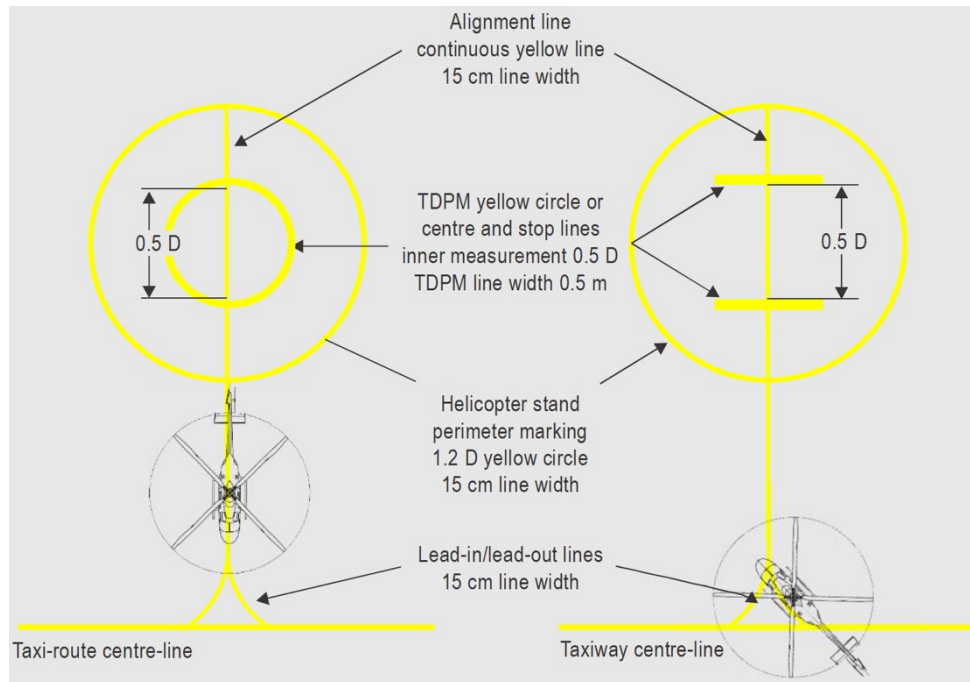 Alignment line
continuous yellow line
15 cm line width
0.5 D
TDPM yellow circle or
centre and stop lines
inner measurement 0.5 D
TDPM line width 0.5 m
0.5 D
Helicopter stand
perimeter marking
1.2 D yellow circle
15 cm line width
Lead-in/lead-out lines
15 cm line width
Taxi-route centre-line
Taxiway centre-line